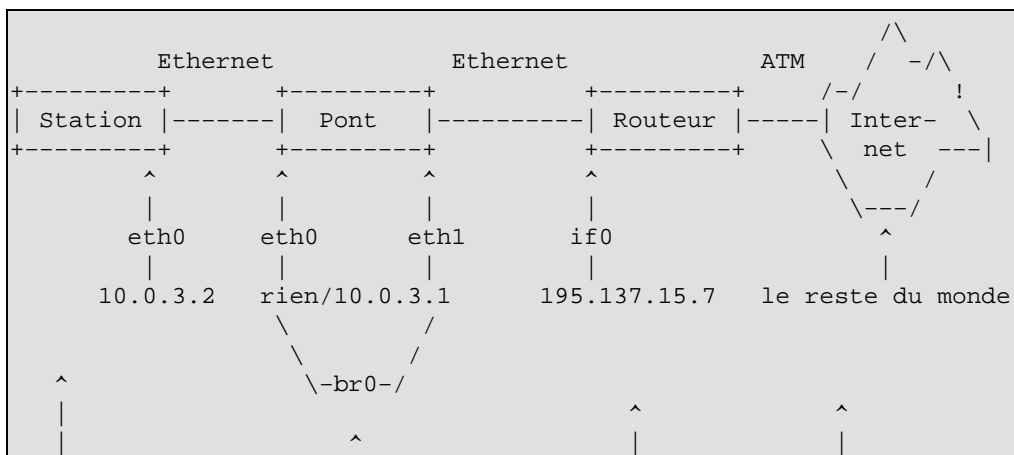 /\
          Ethernet           Ethernet                ATM     /  -/\
+---------+       +---------+          +---------+     /-/      !
| Station |-------|  Pont   |----------| Routeur |-----| Inter-  \
+---------+       +---------+          +---------+     \  net  ---|
         ^        ^         ^          ^                \     /
         |        |         |          |                 \---/
       eth0     eth0      eth1        if0                  ^
         |        |         |          |                   |
      10.0.3.2  rien/10.0.3.1     195.137.15.7   le reste du monde
                  \         /
                   \       /
   ^                \-br0-/
   |                                      ^             ^
   |                   ^                  |             |